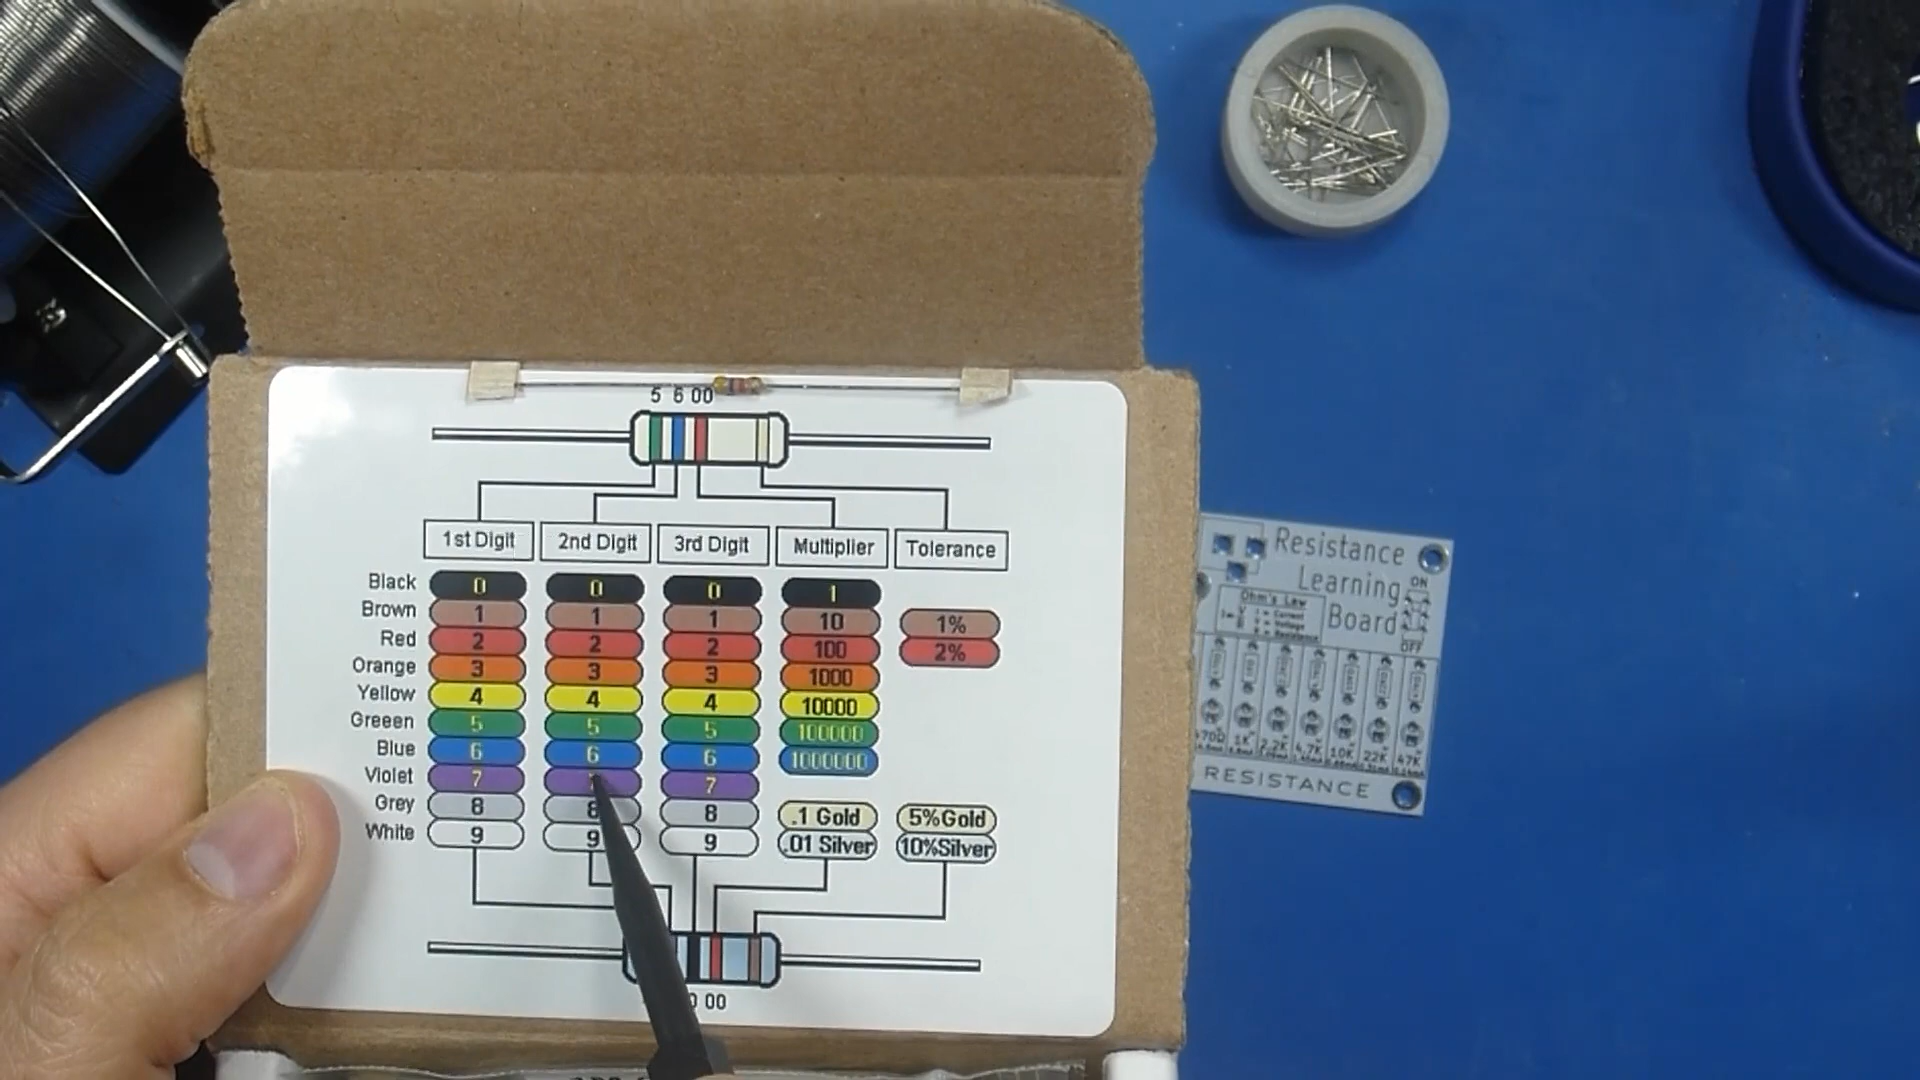 5 6 00
1st Digit 2nd Digit 3rd Digit Multiplier Tolerance
Black 0 0 0 1
Brown 1 1 1 10 1%
Red 2 2 2 100 2%
Orange 3 3 3 1000
Yellow 4 4 4 10000
Greeen 5 5 5 100000
Blue 6 6 6 1000000
Violet 7 7
Grey 8 8 8 .1 Gold 5%Gold
White 9 9 9 .01 Silver 10%Silver
0 00
Resistance
Learning
Board
ON
OFF
Ohm's Law
I = Current
V = Voltage
R = Resistance
470Ω 1K 2.2K 4.7K 10K 22K 47K
RESISTANCE